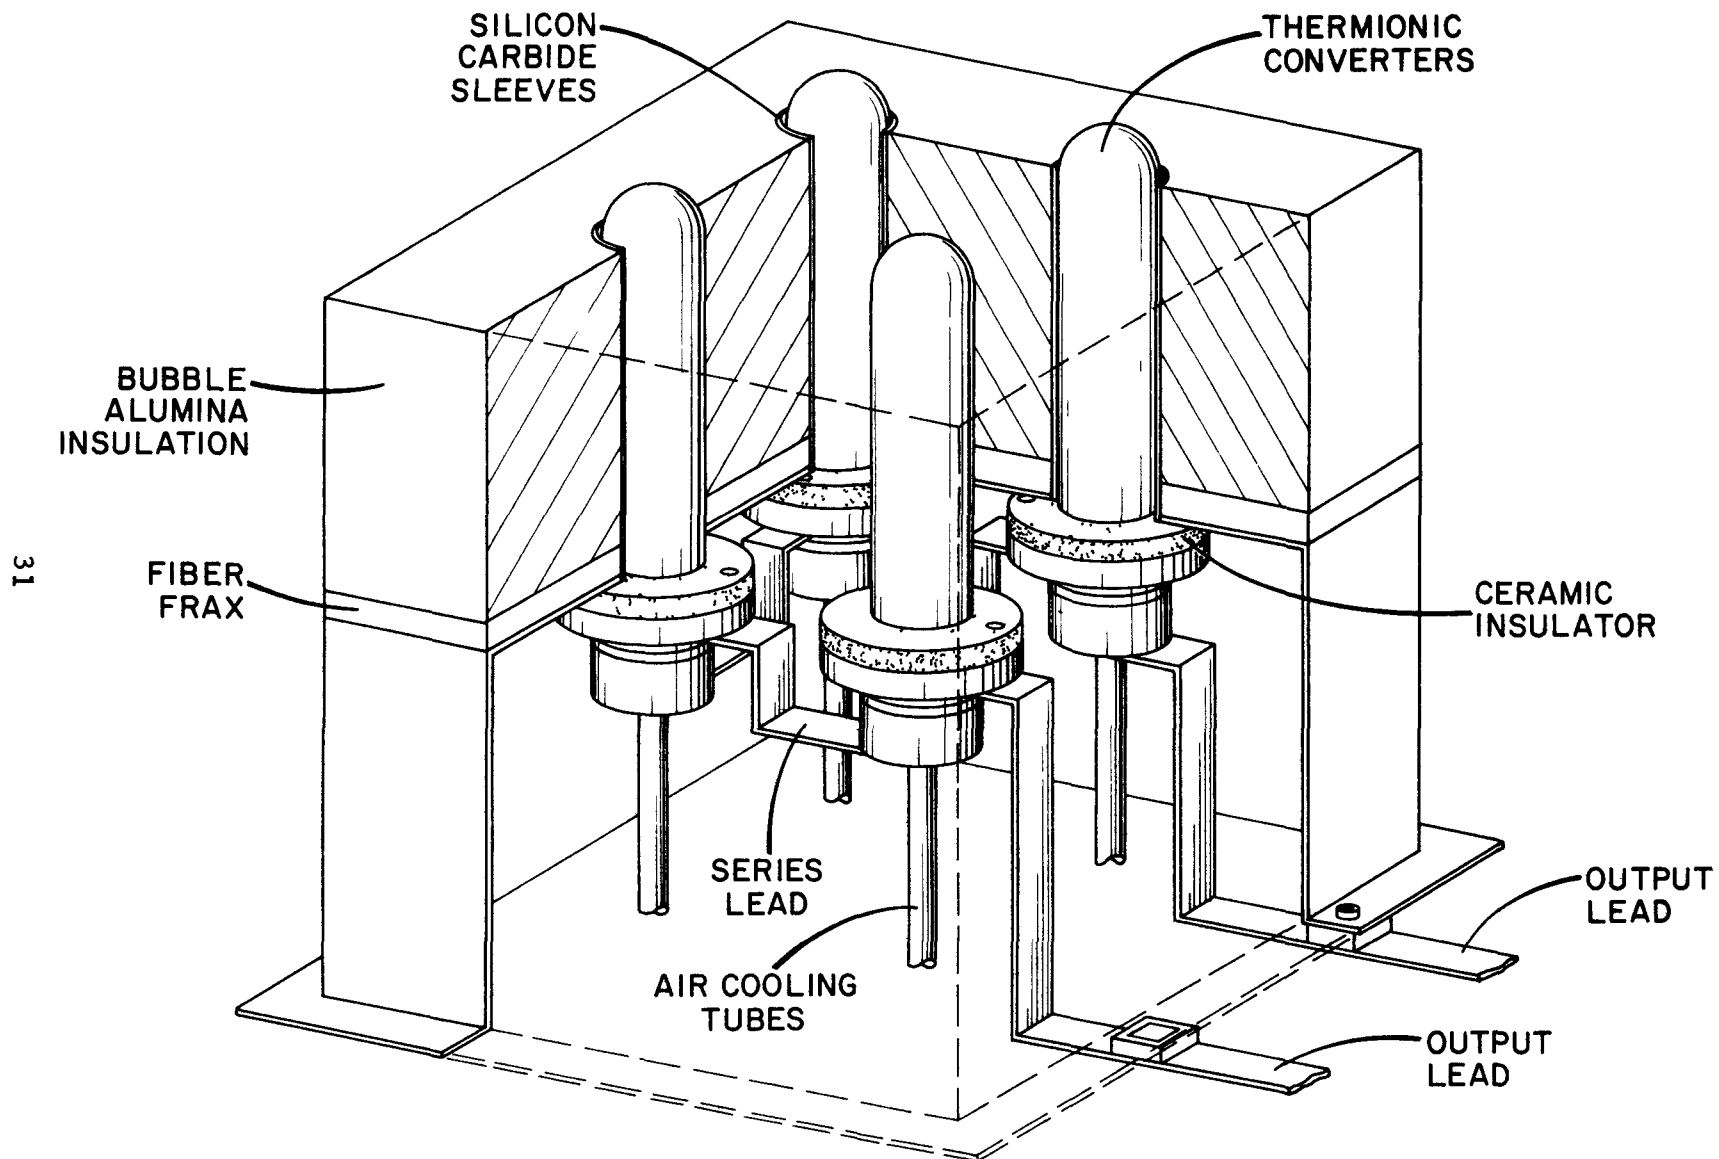 SILICON
CARBIDE
SLEEVES
THERMIONIC
CONVERTERS
BUBBLE
ALUMINA
INSULATION
FIBER
FRAX
CERAMIC
INSULATOR
SERIES
LEAD
AIR COOLING
TUBES
OUTPUT
LEAD
OUTPUT
LEAD
31